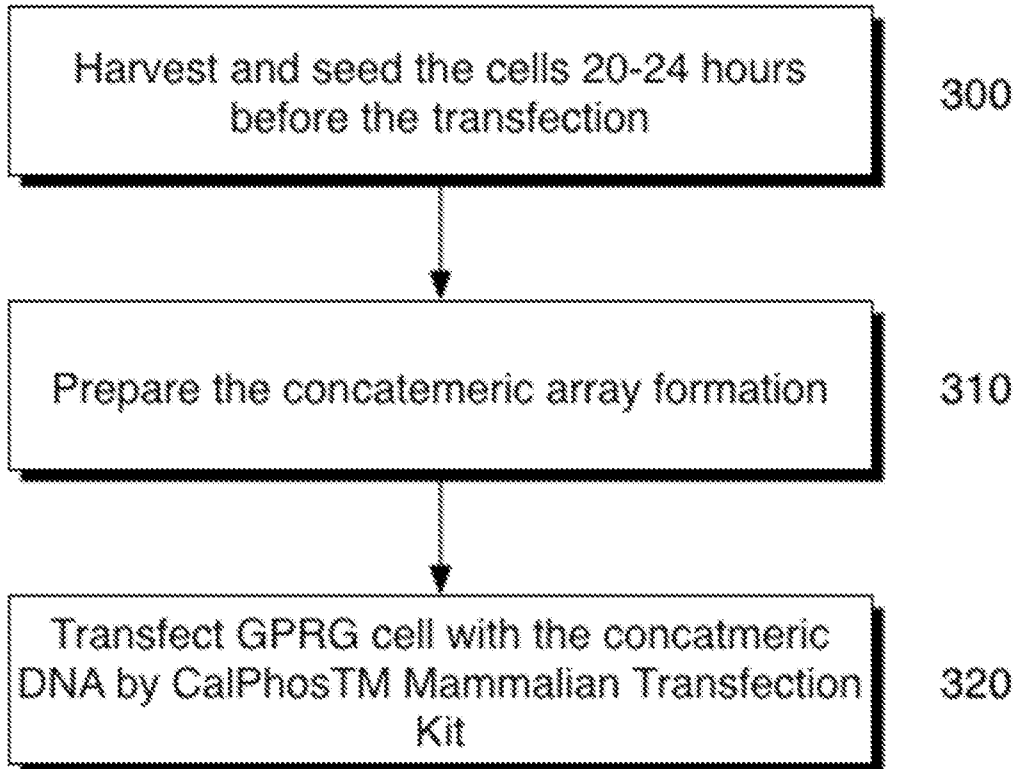 Harvest and seed the cells 20-24 hours
before the transfection
300
Prepare the concatemeric array formation
310
Transfect GPRG cell with the concatmeric
DNA by CalPhosTM Mammalian Transfection
Kit
320